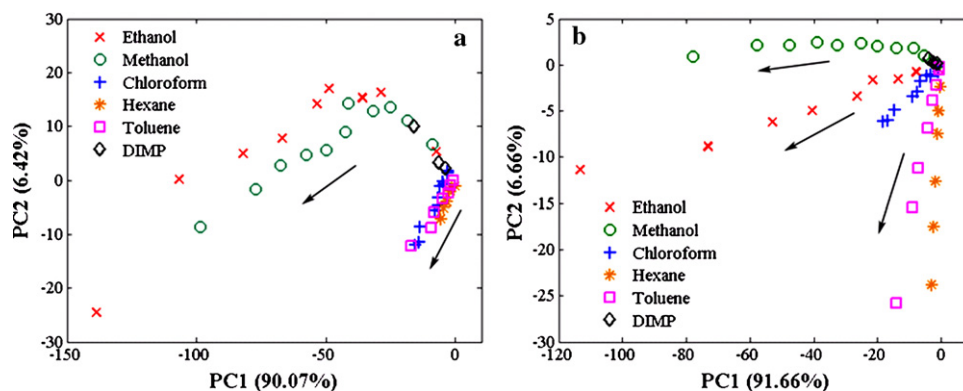 a
Ethanol
Methanol
Chloroform
Hexane
Toluene
DIMP
30
20
10
0
-10
-20
-30
PC2 (6.42%)
-150
-100
-50
0
PC1 (90.07%)
b
Ethanol
Methanol
Chloroform
Hexane
Toluene
DIMP
5
0
-5
-10
-15
-20
-25
-30
PC2 (6.66%)
-120
-100
-80
-60
-40
-20
0
PC1 (91.66%)